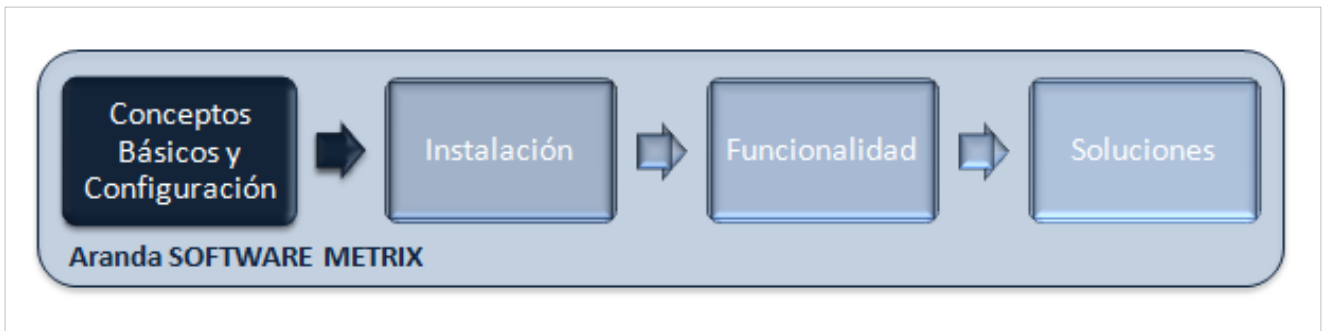 Conceptos
Básicos y
Configuración
Instalación
Funcionalidad
Soluciones
Aranda SOFTWARE METRIX